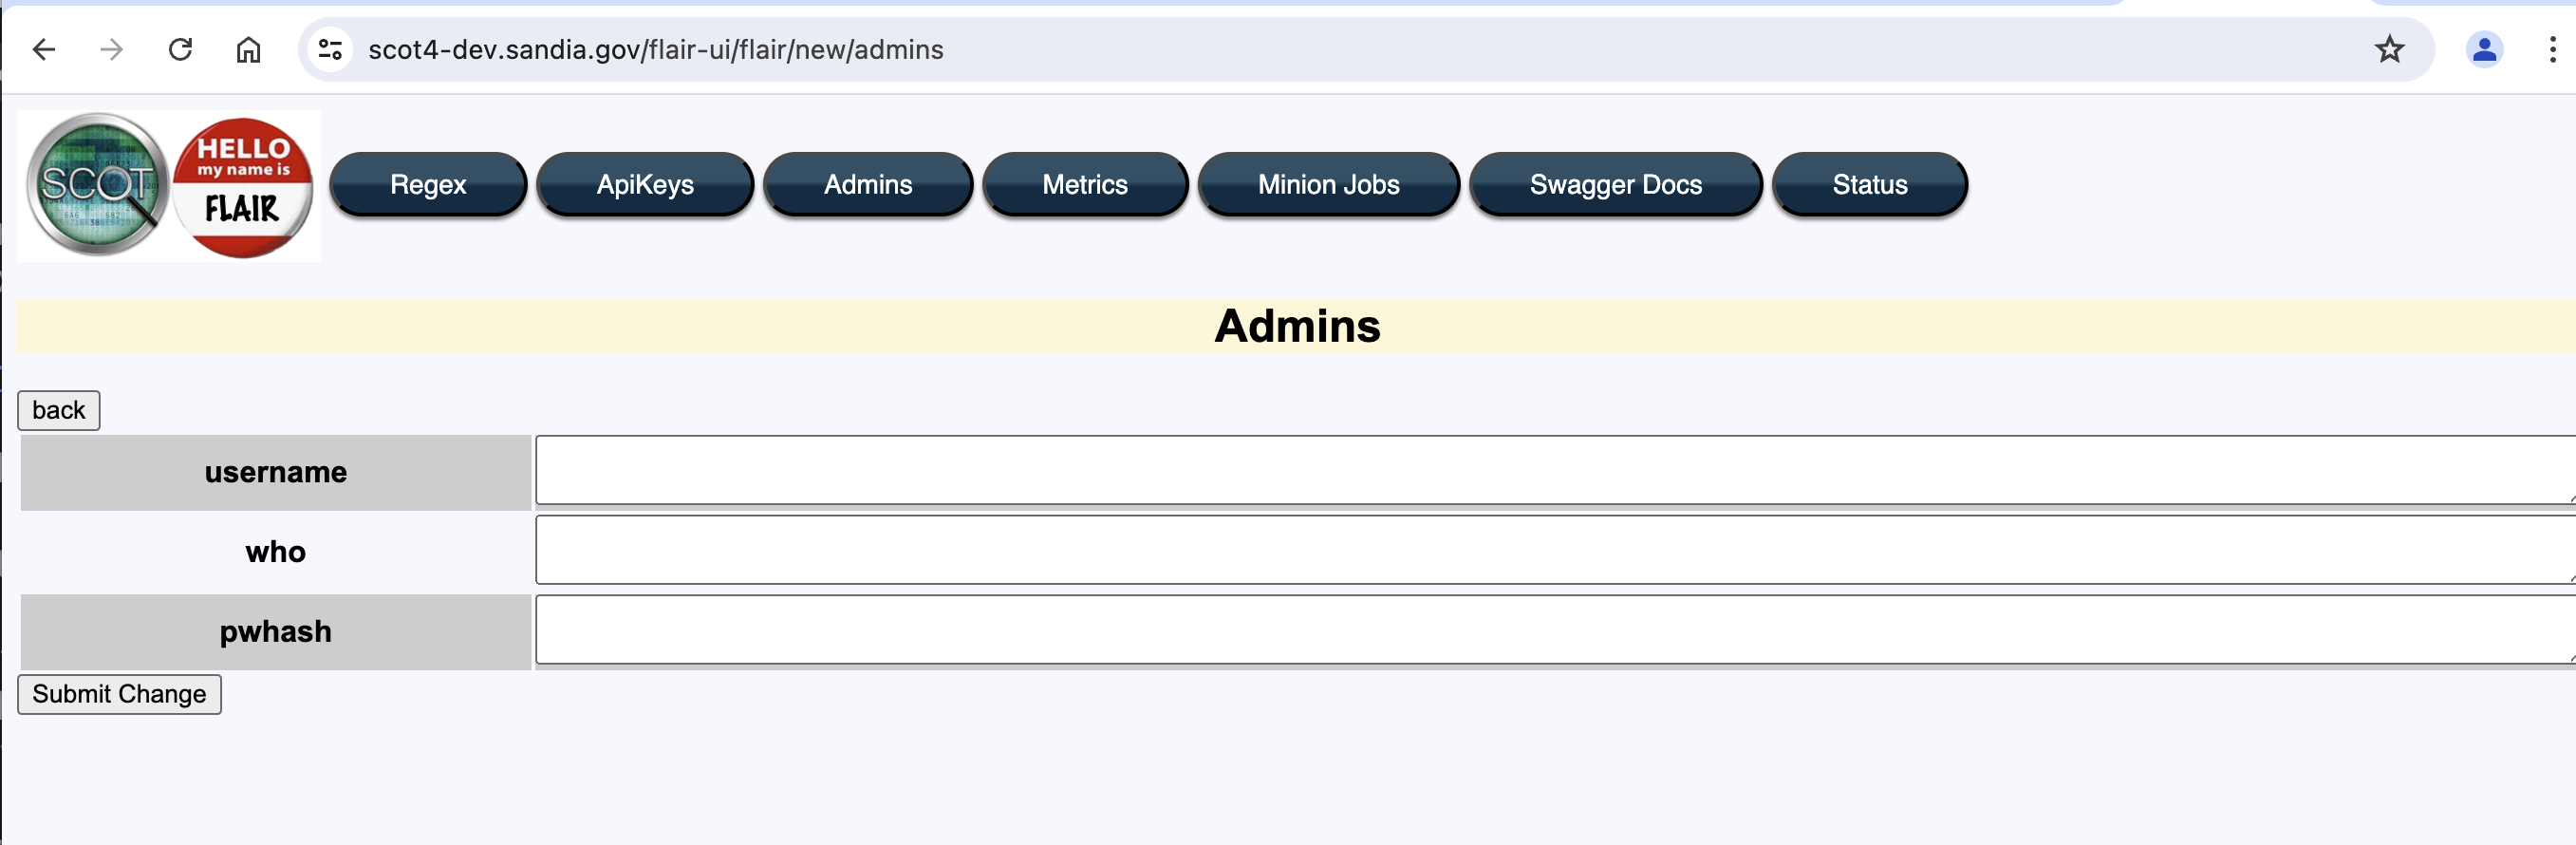 scot4-dev.sandia.gov/flair-ui/flair/new/admins
SCOT
HELLO
my name is
FLAIR
Regex
ApiKeys
Admins
Metrics
Minion Jobs
Swagger Docs
Status
Admins
back
username
who
pwhash
Submit Change